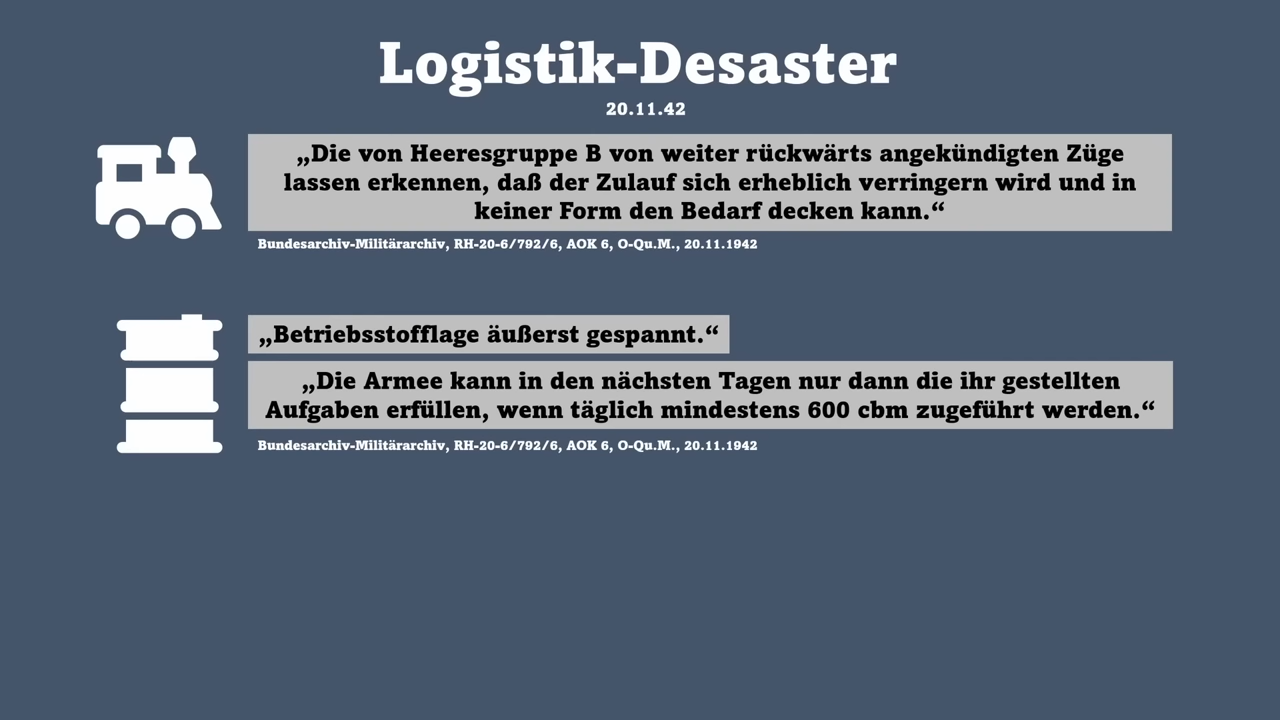 Logistik-Desaster
20.11.42
„Die von Heeresgruppe B von weiter rückwärts angekündigten Züge
lassen erkennen, daß der Zulauf sich erheblich verringern wird und in
keiner Form den Bedarf decken kann.“
Bundesarchiv-Militärarchiv, RH-20-6/792/6, AOK 6, O-Qu.M., 20.11.1942
„Betriebsstofflage äußerst gespannt.“
„Die Armee kann in den nächsten Tagen nur dann die ihr gestellten
Aufgaben erfüllen, wenn täglich mindestens 600 cbm zugeführt werden.“
Bundesarchiv-Militärarchiv, RH-20-6/792/6, AOK 6, O-Qu.M., 20.11.1942